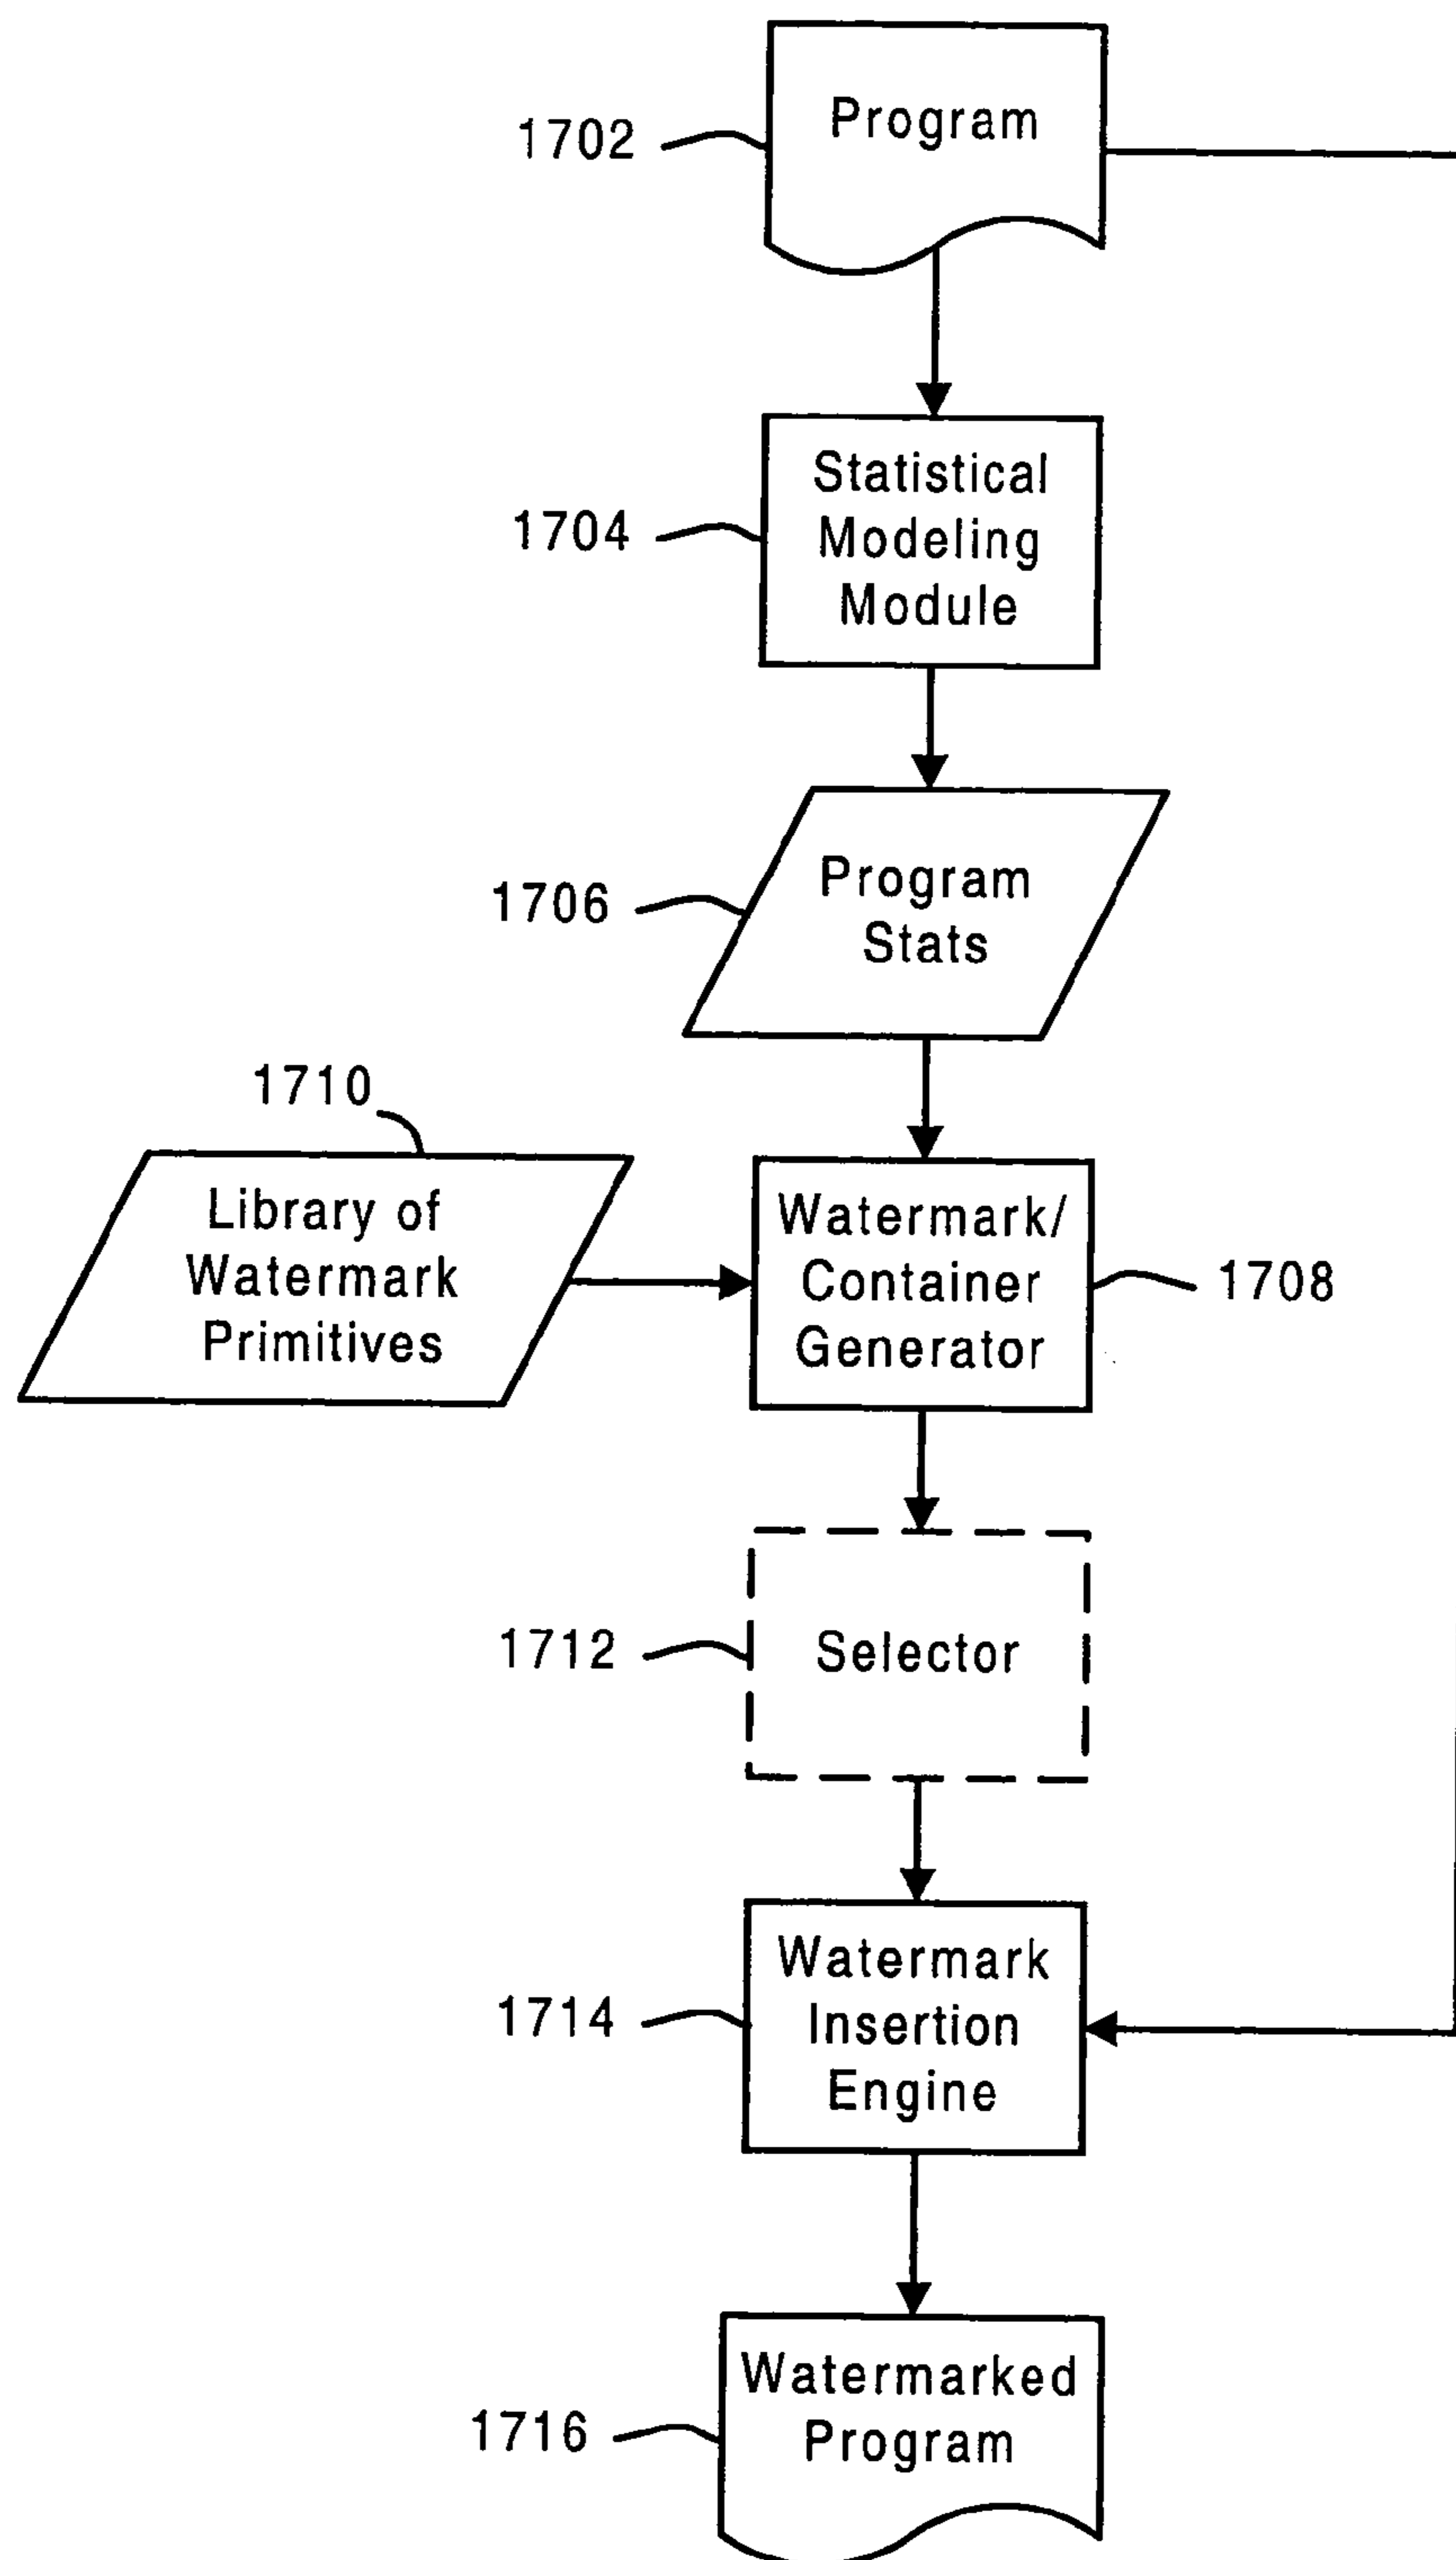 Program
1702
Statistical
Modeling
Module
1704
Program
Stats
1706
1710
Library of
Watermark
Primitives
Watermark/
Container
Generator
1708
Selector
1712
Watermark
Insertion
Engine
1714
Watermarked
Program
1716